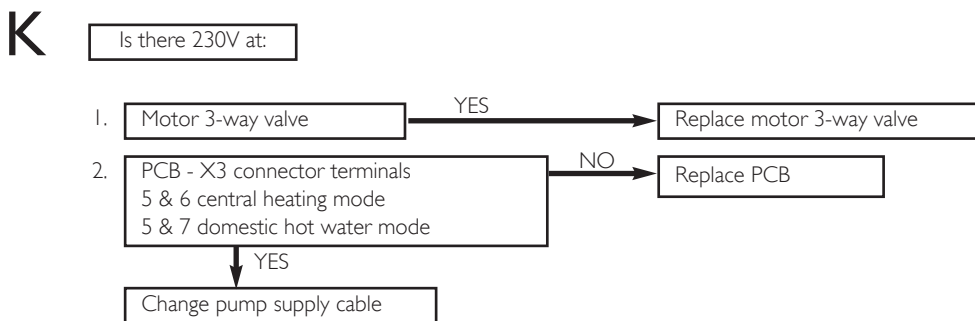 K
Is there 230V at:
YES
1. Motor 3-way valve
Replace motor 3-way valve
2. PCB - X3 connector terminals
NO
Replace PCB
5 & 6 central heating mode
5 & 7 domestic hot water mode
YES
Change pump supply cable